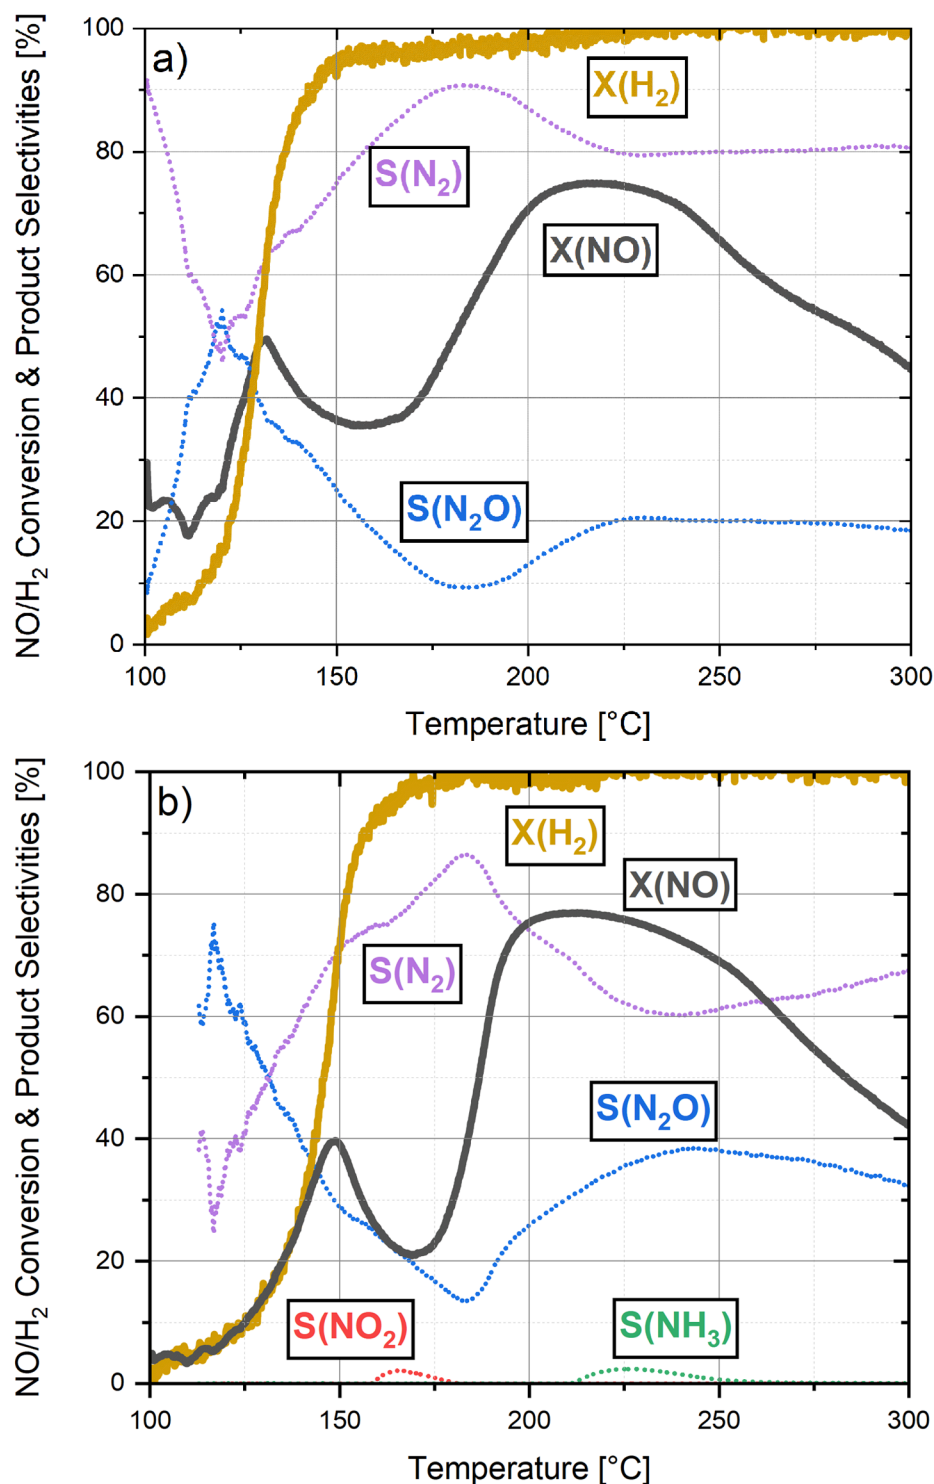 NO/H2 Conversion & Product Selectivities [%]
a)
100
80
60
40
20
0
X(H2)
S(N2)
X(NO)
S(N2O)
100
150
200
250
300
Temperature [°C]
NO/H2 Conversion & Product Selectivities [%]
b)
100
80
60
40
20
0
X(H2)
X(NO)
S(N2)
S(N2O)
S(NO2)
S(NH3)
100
150
200
250
300
Temperature [°C]